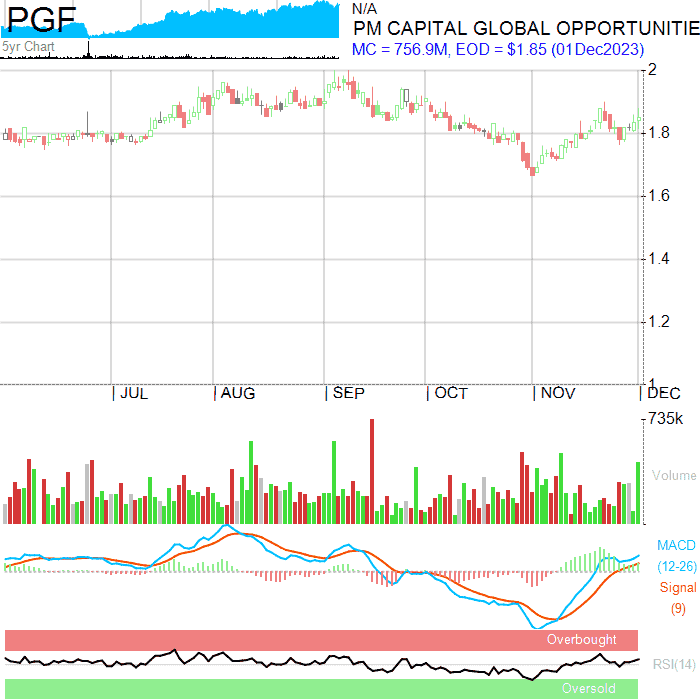 PGF
5yr Chart
N/A
PM CAPITAL GLOBAL OPPORTUNITIE
MC = 756.9M, EOD = $1.85 (01Dec2023)
2
1.8
1.6
1.4
1.2
1
JUL AUG SEP OCT NOV DEC
735k
Volume
MACD
(12-26)
Signal
(9)
Overbought
RSI(14)
Oversold